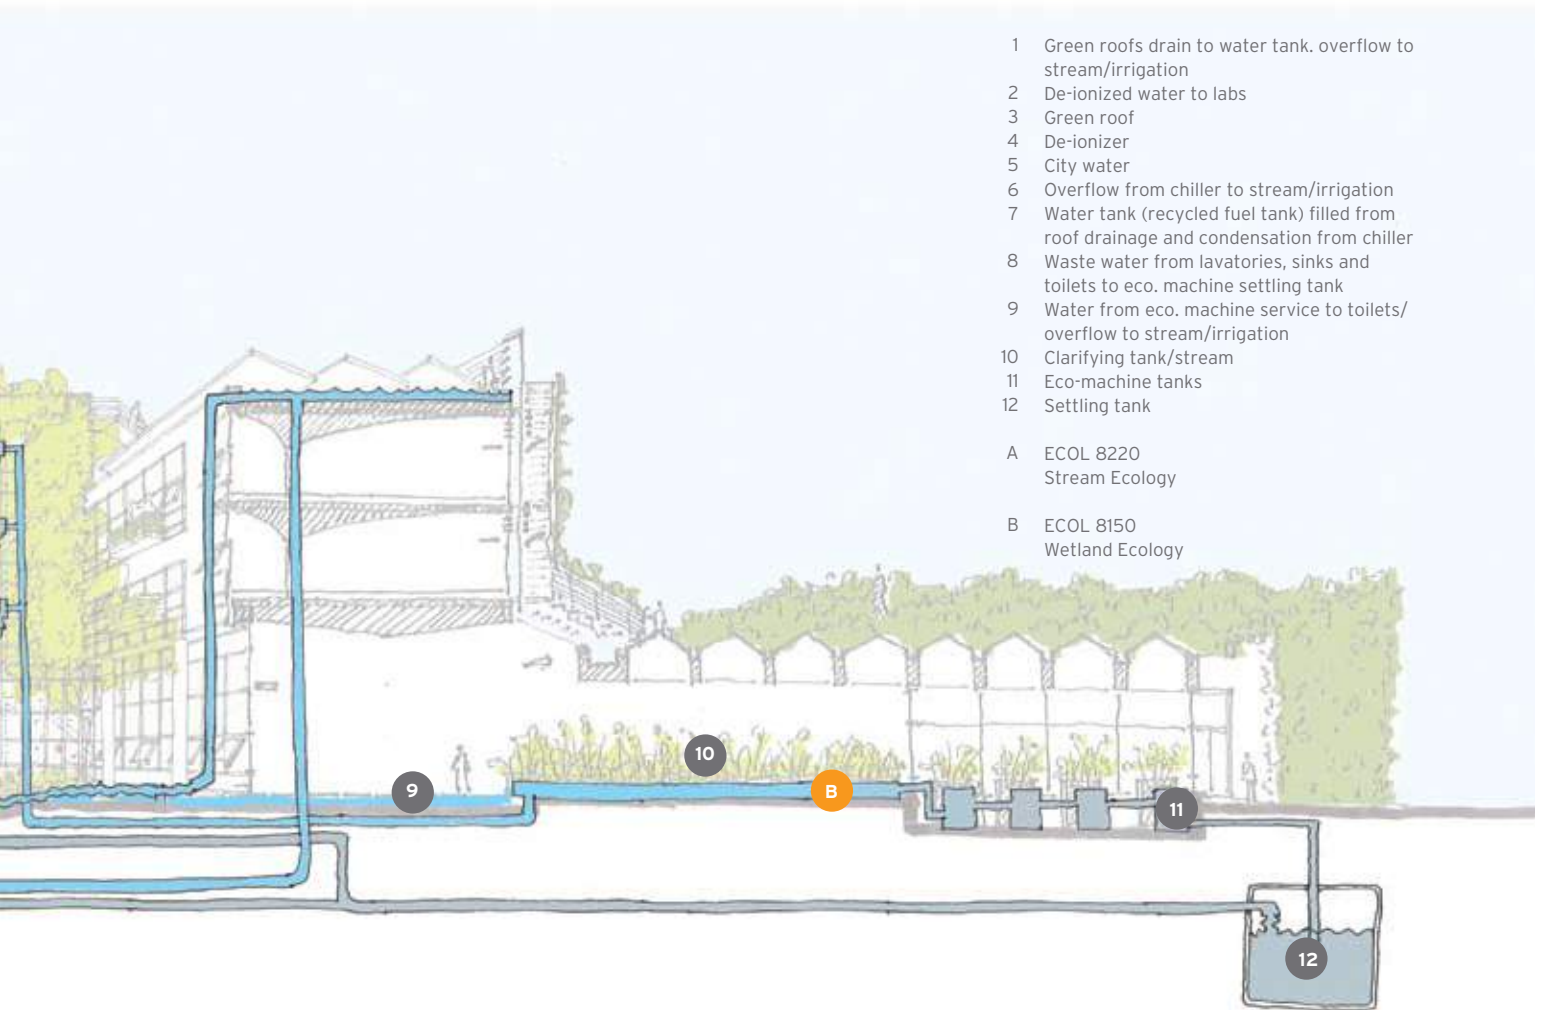 1 Green roofs drain to water tank. overflow to
stream/irrigation
2 De-ionized water to labs
3 Green roof
4 De-ionizer
5 City water
6 Overflow from chiller to stream/irrigation
7 Water tank (recycled fuel tank) filled from
roof drainage and condensation from chiller
8 Waste water from lavatories, sinks and
toilets to eco. machine settling tank
9 Water from eco. machine service to toilets/
overflow to stream/irrigation
10 Clarifying tank/stream
11 Eco-machine tanks
12 Settling tank
A ECOL 8220
Stream Ecology
B ECOL 8150
Wetland Ecology
10
9
B
11
12